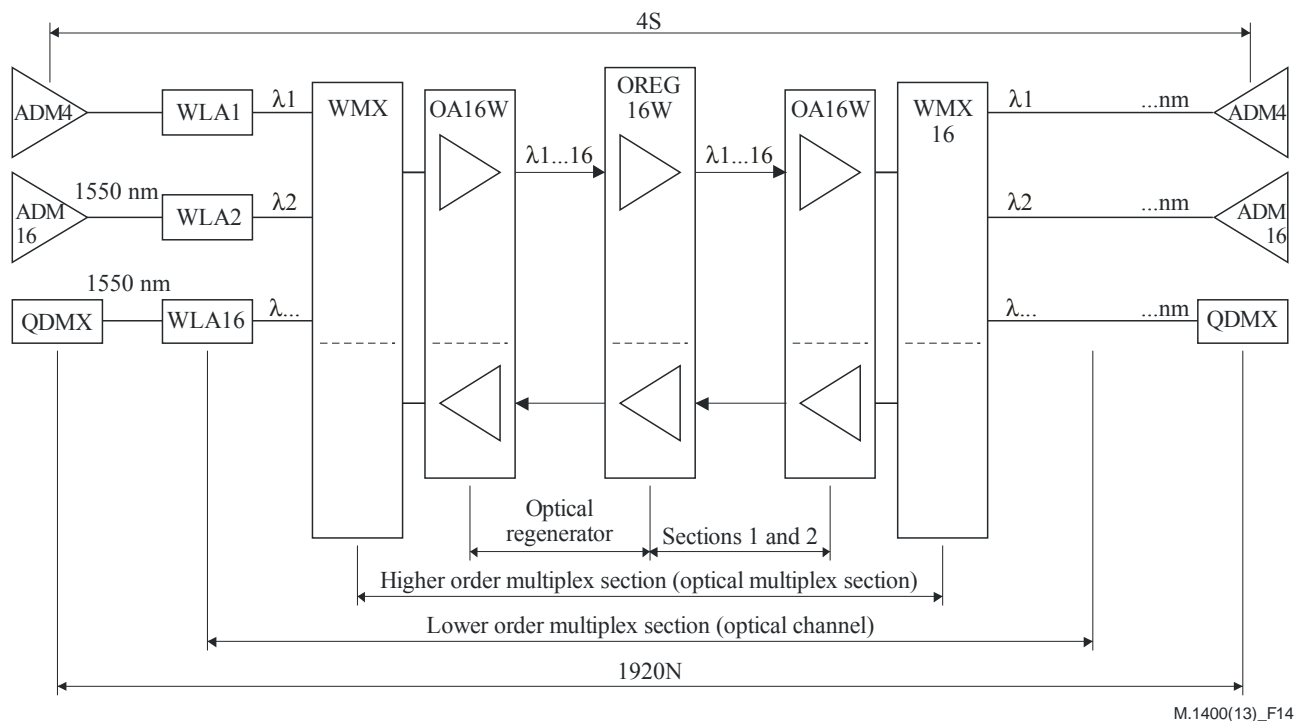 4S
ADM4
WLA1
λ1
WMX
OA16W
OREG
16W
OA16W
WMX
16
λ1
...nm
ADM4
λ1...16
λ1...16
1550 nm
ADM
16
WLA2
λ2
λ2
...nm
ADM
16
1550 nm
QDMX
WLA16
λ...
λ...
...nm
QDMX
Optical
regenerator
Sections 1 and 2
Higher order multiplex section (optical multiplex section)
Lower order multiplex section (optical channel)
1920N
M.1400(13)_F14